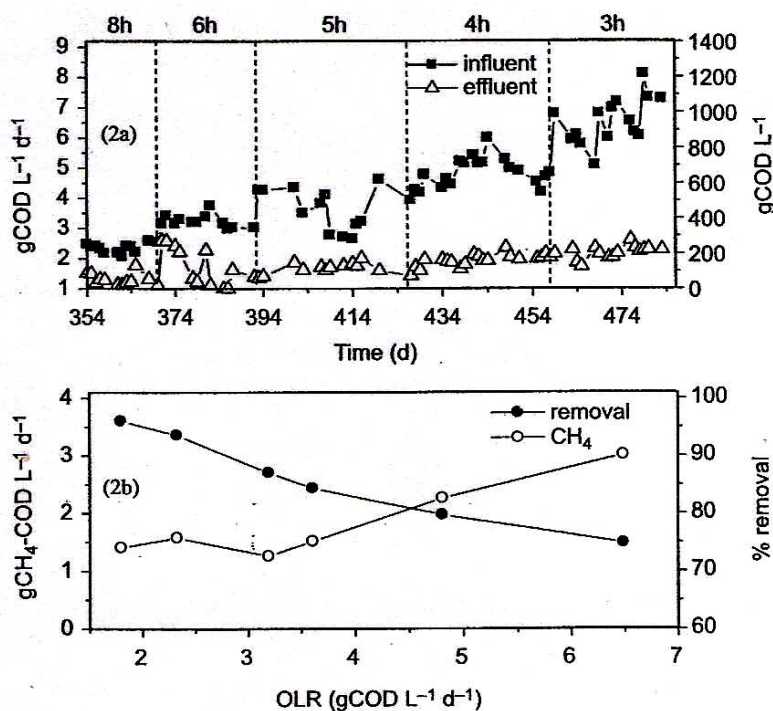 8h 6h 5h 4h 3h
9
8
7
6
5
4
3
2
1
gCOD L⁻¹ d⁻¹
(2a)
influent
effluent
1400
1200
1000
800
600
400
200
0
gCOD L⁻¹
354 374 394 414 434 454 474
Time (d)
4
3
2
1
0
gCH₄-COD L⁻¹ d⁻¹
(2b)
removal
CH₄
100
90
80
70
60
% removal
2 3 4 5 6 7
OLR (gCOD L⁻¹ d⁻¹)